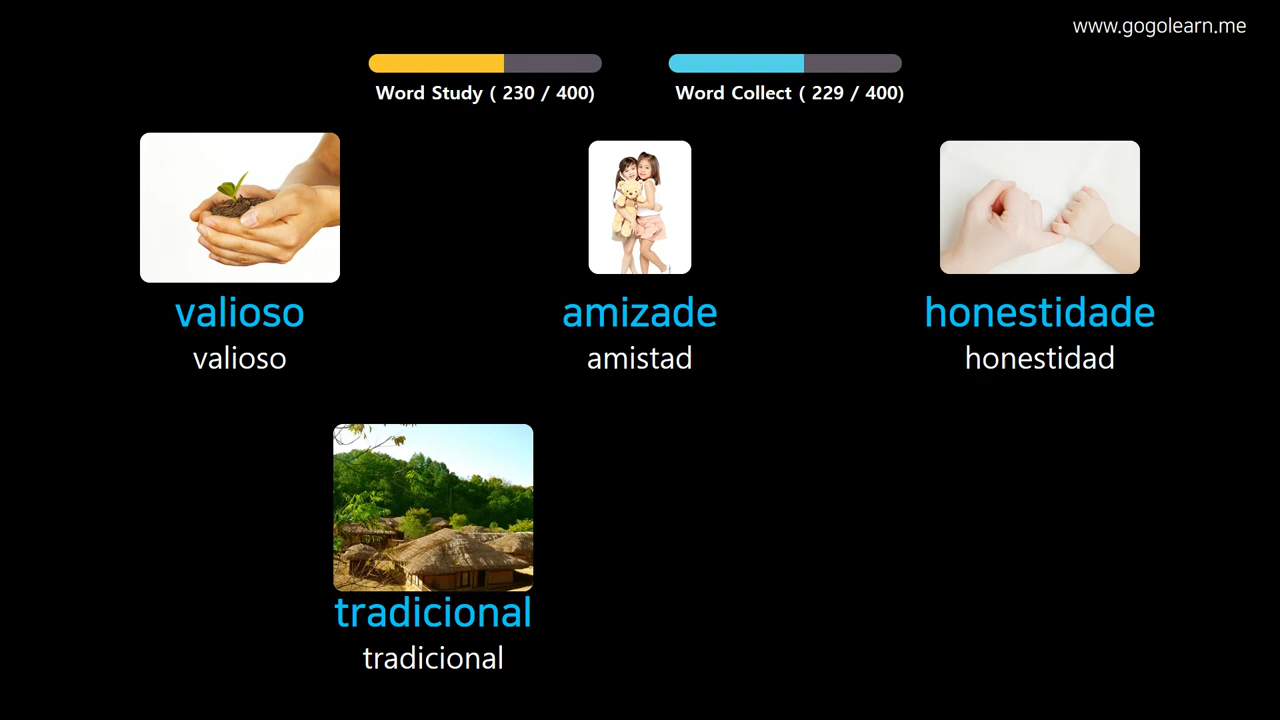 www.gogolearn.me
Word Study ( 230 / 400)
Word Collect ( 229 / 400)
valioso
valioso
amizade
amistad
honestidade
honestidad
tradicional
tradicional